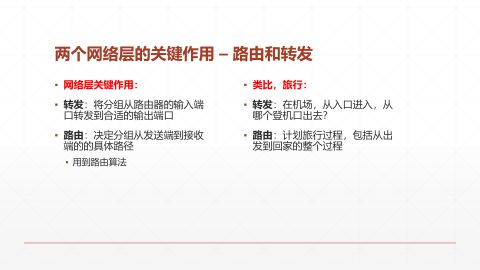 两个网络层的关键作用 – 路由和转发
网络层关键作用：
转发：将分组从路由器的输入端
口转发到合适的输出端口
路由：决定分组从发送端到接收
端的的具体路径
用到路由算法
类比，旅行：
转发：在机场，从入口进入，从
哪个登机口出去？
路由：计划旅行过程，包括从出
发到回家的整个过程